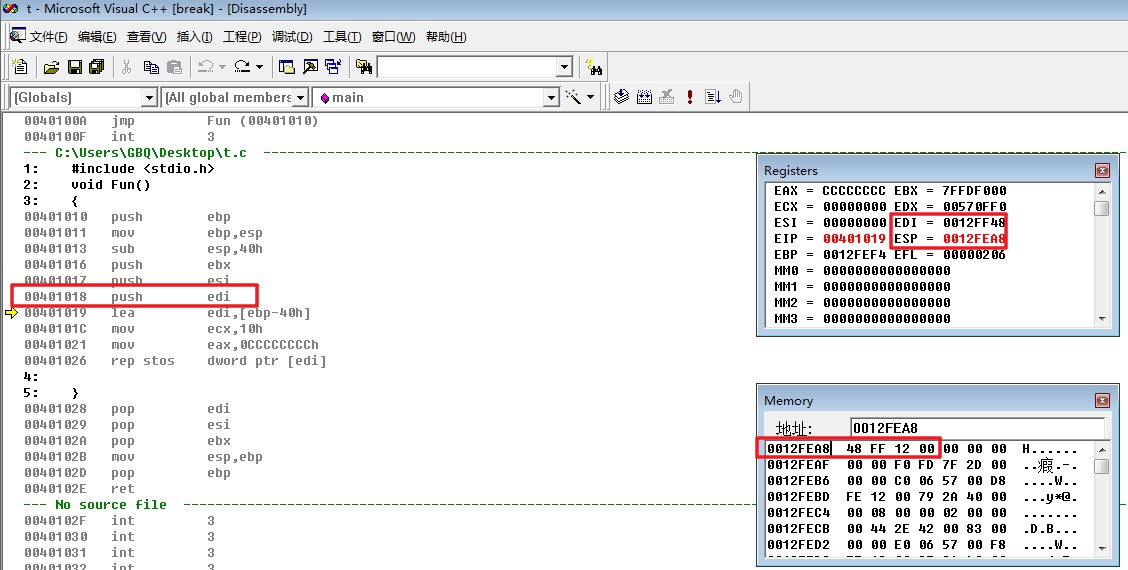 t - Microsoft Visual C++ [break] - [Disassembly]
文件(F) 编辑(E) 查看(V) 插入(I) 工程(P) 调试(D) 工具(T) 窗口(W) 帮助(H)
(Globals) (All global members main
0040100A jmp Fun (00401010)
0040100F int 3
--- C:\Users\GBQ\Desktop\t.c
1: #include <stdio.h>
2: void Fun()
3: {
00401010 push ebp
00401011 mov ebp,esp
00401013 sub esp,40h
00401016 push ebx
00401017 push esi
00401018 push edi
00401019 lea edi,[ebp-40h]
0040101C mov ecx,10h
00401021 mov eax,0CCCCCCCCh
00401026 rep stos dword ptr [edi]
4:
5: }
00401028 pop edi
00401029 pop esi
0040102A pop ebx
0040102B mov esp,ebp
0040102D pop ebp
0040102E ret
--- No source file
0040102F int 3
00401030 int 3
00401031 int 3
00401032 int 3
Registers
EAX = CCCCCCCC EBX = 7FFDF000
ECX = 00000000 EDX = 00570FF0
ESI = 00000000 EDI = 0012FF48
EIP = 00401019 ESP = 0012FEA8
EBP = 0012FEF4 EFL = 00000206
MM0 = 0000000000000000
MM1 = 0000000000000000
MM2 = 0000000000000000
MM3 = 0000000000000000
Memory
地址: 0012FEA8
0012FEA8 48 FF 12 00 00 00 00 H......
0012FEAF 00 00 F0 FD 7F 2D 00 ..瘕.-.
0012FEB6 00 00 C0 06 57 00 D8 ....W..
0012FEBD FE 12 00 79 2A 40 00 ...y*@.
0012FEC4 00 08 00 00 02 00 00 .......
0012FECB 00 44 2E 42 00 83 00 .D.B...
0012FED2 00 00 E0 06 57 00 F8 ....W..